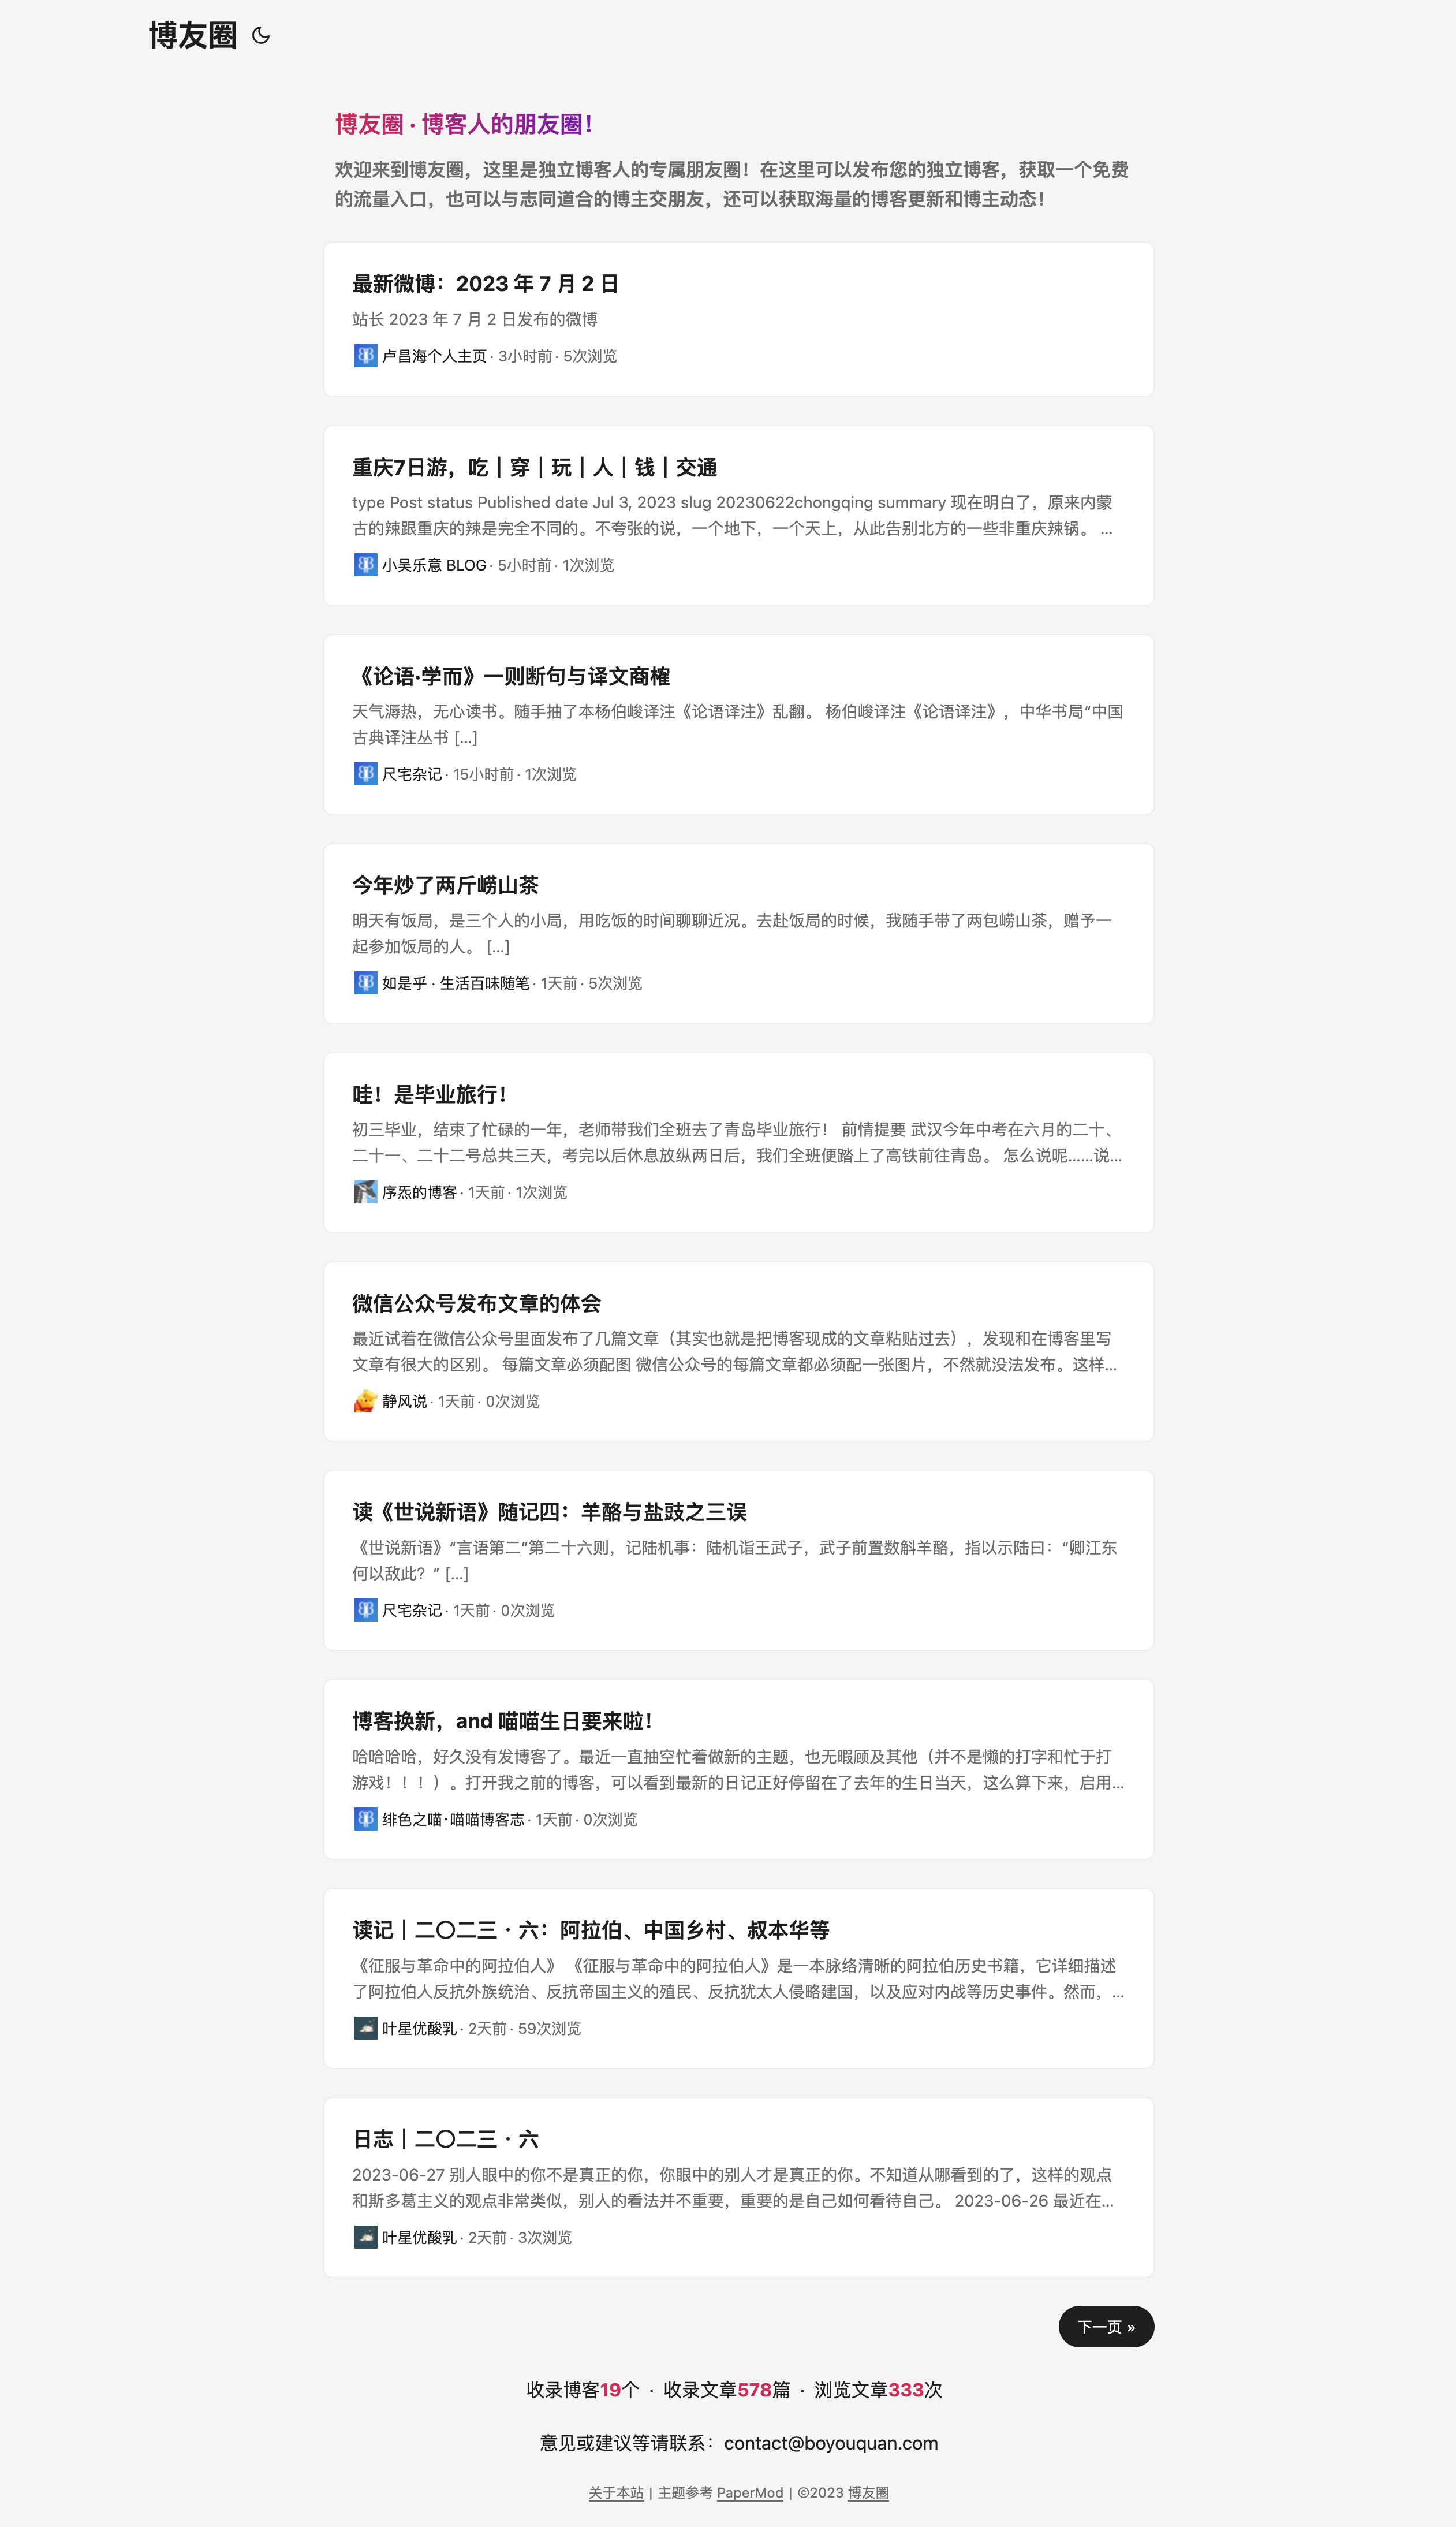 博友圈
博友圈 · 博客人的朋友圈！
欢迎来到博友圈，这里是独立博客人的专属朋友圈！在这里可以发布您的独立博客，获取一个免费
的流量入口，也可以与志同道合的博主交朋友，还可以获取海量的博客更新和博主动态！
最新微博：2023 年 7 月 2 日
站长 2023 年 7 月 2 日发布的微博
卢昌海个人主页 · 3小时前 · 5次浏览
重庆7日游，吃｜穿｜玩｜人｜钱｜交通
type Post status Published date Jul 3, 2023 slug 20230622chongqing summary 现在明白了，原来内蒙
古的辣跟重庆的辣是完全不同的。不夸张的说，一个地下，一个天上，从此告别北方的一些非重庆辣锅。 ...
小吴乐意 BLOG · 5小时前 · 1次浏览
《论语·学而》一则断句与译文商榷
天气溽热，无心读书。随手抽了本杨伯峻译注《论语译注》乱翻。 杨伯峻译注《论语译注》，中华书局“中国
古典译注丛书 [...]
尺宅杂记 · 15小时前 · 1次浏览
今年炒了两斤崂山茶
明天有饭局，是三个人的小局，用吃饭的时间聊聊近况。去赴饭局的时候，我随手带了两包崂山茶，赠予一
起参加饭局的人。 [...]
如是乎 · 生活百味随笔 · 1天前 · 5次浏览
哇！是毕业旅行！
初三毕业，结束了忙碌的一年，老师带我们全班去了青岛毕业旅行！ 前情提要 武汉今年中考在六月的二十、
二十一、二十二号总共三天，考完以后休息放纵两日后，我们全班便踏上了高铁前往青岛。 怎么说呢……说...
序炁的博客 · 1天前 · 1次浏览
微信公众号发布文章的体会
最近试着在微信公众号里面发布了几篇文章（其实也就是把博客现成的文章粘贴过去），发现和在博客里写
文章有很大的区别。 每篇文章必须配图 微信公众号的每篇文章都必须配一张图片，不然就没法发布。这样...
静风说 · 1天前 · 0次浏览
读《世说新语》随记四：羊酪与盐豉之三误
《世说新语》“言语第二”第二十六则，记陆机事：陆机诣王武子，武子前置数斛羊酪，指以示陆曰：“卿江东
何以敌此？” [...]
尺宅杂记 · 1天前 · 0次浏览
博客换新，and 喵喵生日要来啦！
哈哈哈哈，好久没有发博客了。最近一直抽空忙着做新的主题，也无暇顾及其他（并不是懒的打字和忙于打
游戏！！！）。打开我之前的博客，可以看到最新的日记正好停留在了去年的生日当天，这么算下来，启用...
绯色之喵·喵喵博客志 · 1天前 · 0次浏览
读记｜二〇二三 · 六：阿拉伯、中国乡村、叔本华等
《征服与革命中的阿拉伯人》 《征服与革命中的阿拉伯人》是一本脉络清晰的阿拉伯历史书籍，它详细描述
了阿拉伯人反抗外族统治、反抗帝国主义的殖民、反抗犹太人侵略建国，以及应对内战等历史事件。然而，...
叶星优酸乳 · 2天前 · 59次浏览
日志｜二〇二三 · 六
2023-06-27 别人眼中的你不是真正的你，你眼中的别人才是真正的你。不知道从哪看到的了，这样的观点
和斯多葛主义的观点非常类似，别人的看法并不重要，重要的是自己如何看待自己。 2023-06-26 最近在...
叶星优酸乳 · 2天前 · 3次浏览
下一页 »
收录博客19个 · 收录文章578篇 · 浏览文章333次
意见或建议等请联系：contact@boyouquan.com
关于本站 | 主题参考 PaperMod | ©2023 博友圈